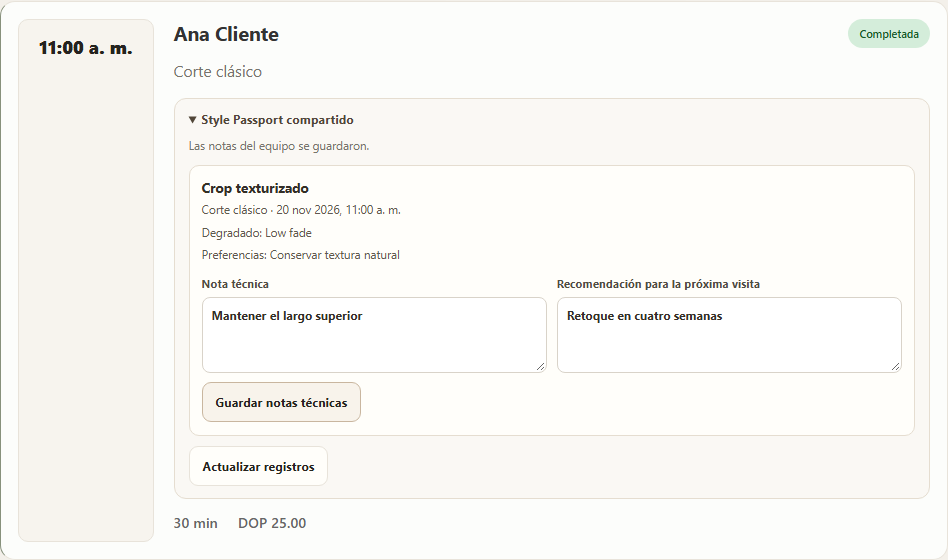 11:00 a. m.
Ana Cliente
Completada
Corte clásico
▼ Style Passport compartido
Las notas del equipo se guardaron.
Crop texturizado
Corte clásico · 20 nov 2026, 11:00 a. m.
Degradado: Low fade
Preferencias: Conservar textura natural
Nota técnica
Mantener el largo superior
Recomendación para la próxima visita
Retoque en cuatro semanas
Guardar notas técnicas
Actualizar registros
30 min DOP 25.00